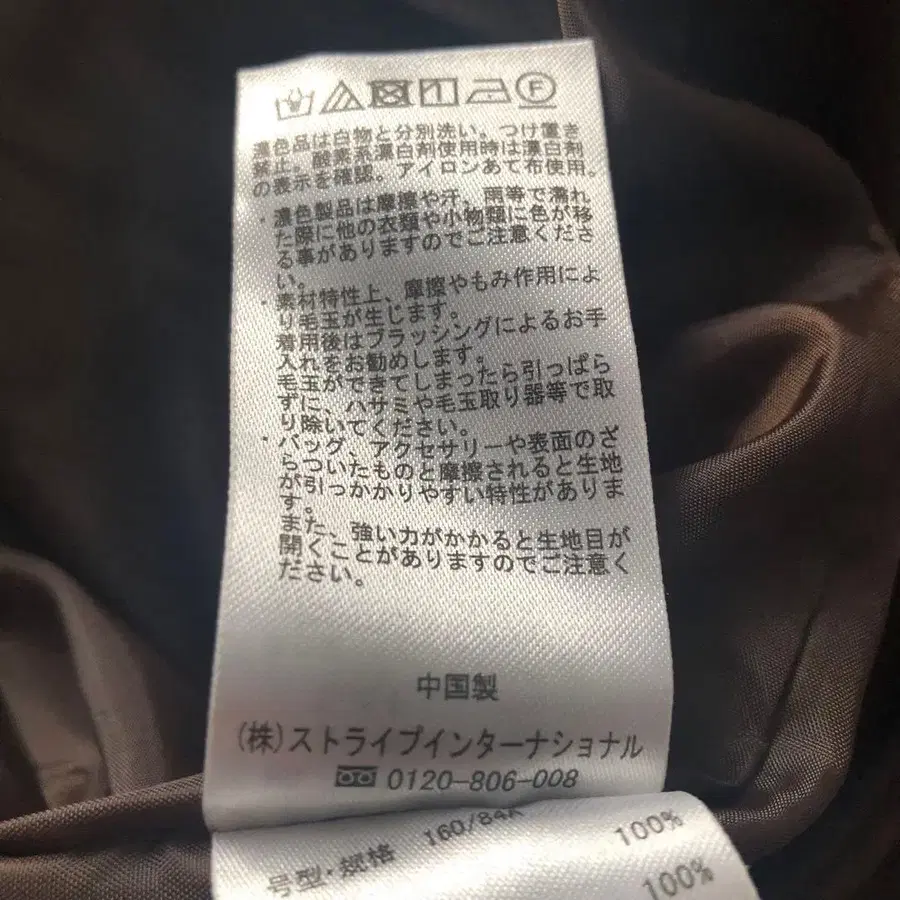 濃色品は白物と分別洗い。つけ置き
禁止。酸素系漂白剤使用時は漂白剤
の表示を確認。アイロンあて布使用。
・濃色製品は摩擦や汗、雨等で濡れ
た際に他の衣類や小物類に色が移
る事がありますのでご注意くださ
い。
・素材特性上、摩擦やもみ作用によ
り毛玉が生じます。
着用後はブラッシングによるお手
入れをお勧めします。
毛玉ができてしまったら引っぱら
ずに、ハサミや毛玉取り器等で取
り除いてください。
・バッグ、アクセサリーや表面のざ
らついたものと摩擦されると生地
が引っかかりやすい特性がありま
す。
また、強い力がかかると生地目が
開くことがありますのでご注意く
ださい。
中国製
(株)ストライプインターナショナル
0120-806-008
号型・规格 160/84A 100%
100%